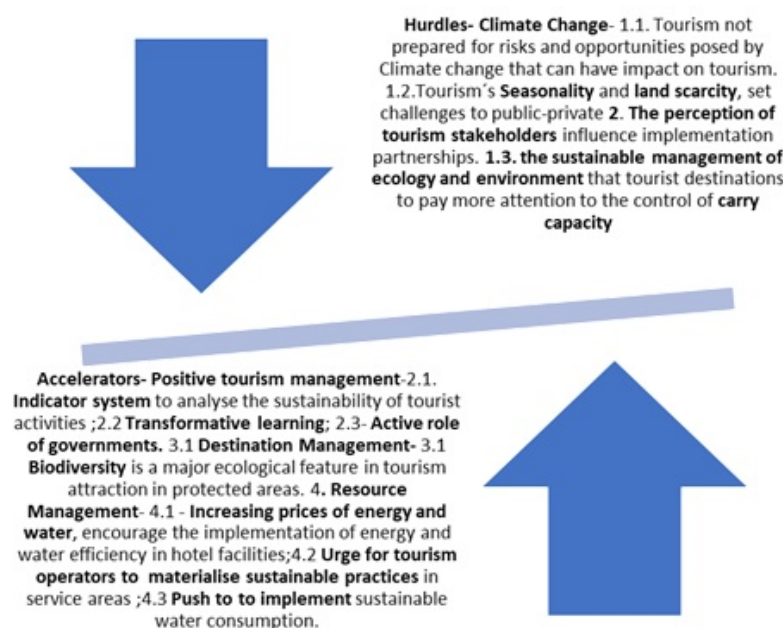 Hurdles- Climate Change- 1.1. Tourism not
prepared for risks and opportunities posed by
Climate change that can have impact on tourism.
1.2.Tourism´s Seasonality and land scarcity, set
challenges to public-private 2. The perception of
tourism stakeholders influence implementation
partnerships. 1.3. the sustainable management of
ecology and environment that tourist destinations
to pay more attention to the control of carry
capacity
Accelerators- Positive tourism management-2.1.
Indicator system to analyse the sustainability of tourist
activities ;2.2 Transformative learning; 2.3- Active role
of governments. 3.1 Destination Management- 3.1
Biodiversity is a major ecological feature in tourism
attraction in protected areas. 4. Resource
Management- 4.1 - Increasing prices of energy and
water, encourage the implementation of energy and
water efficiency in hotel facilities;4.2 Urge for tourism
operators to materialise sustainable practices in
service areas ;4.3 Push to to implement sustainable
water consumption.